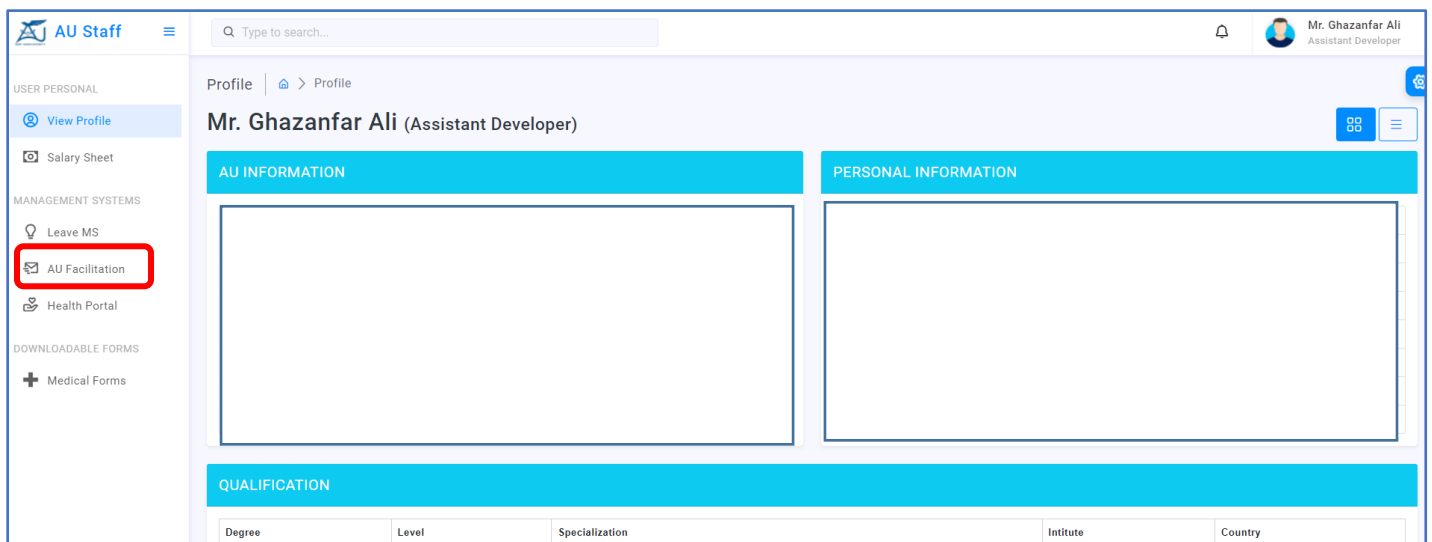 AU Staff
Type to search...
Mr. Ghazanfar Ali
Assistant Developer
USER PERSONAL
View Profile
Salary Sheet
MANAGEMENT SYSTEMS
Leave MS
AU Facilitation
Health Portal
DOWNLOADABLE FORMS
Medical Forms
Profile > Profile
Mr. Ghazanfar Ali (Assistant Developer)
AU INFORMATION
PERSONAL INFORMATION
QUALIFICATION
Degree Level Specialization Intitute Country